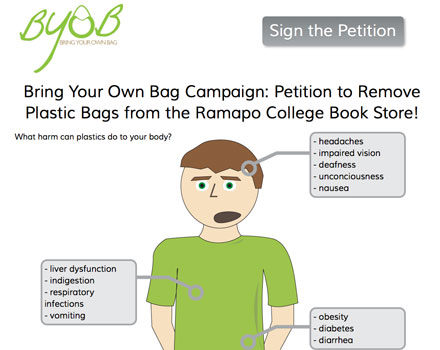 BYOB
BRING YOUR OWN BAG
Sign the Petition
Bring Your Own Bag Campaign: Petition to Remove
Plastic Bags from the Ramapo College Book Store!
What harm can plastics do to your body?
- headaches
- impaired vision
- deafness
- unconciousness
- nausea
- liver dysfunction
- indigestion
- respiratory
infections
- vomiting
- obesity
- diabetes
- diarrhea